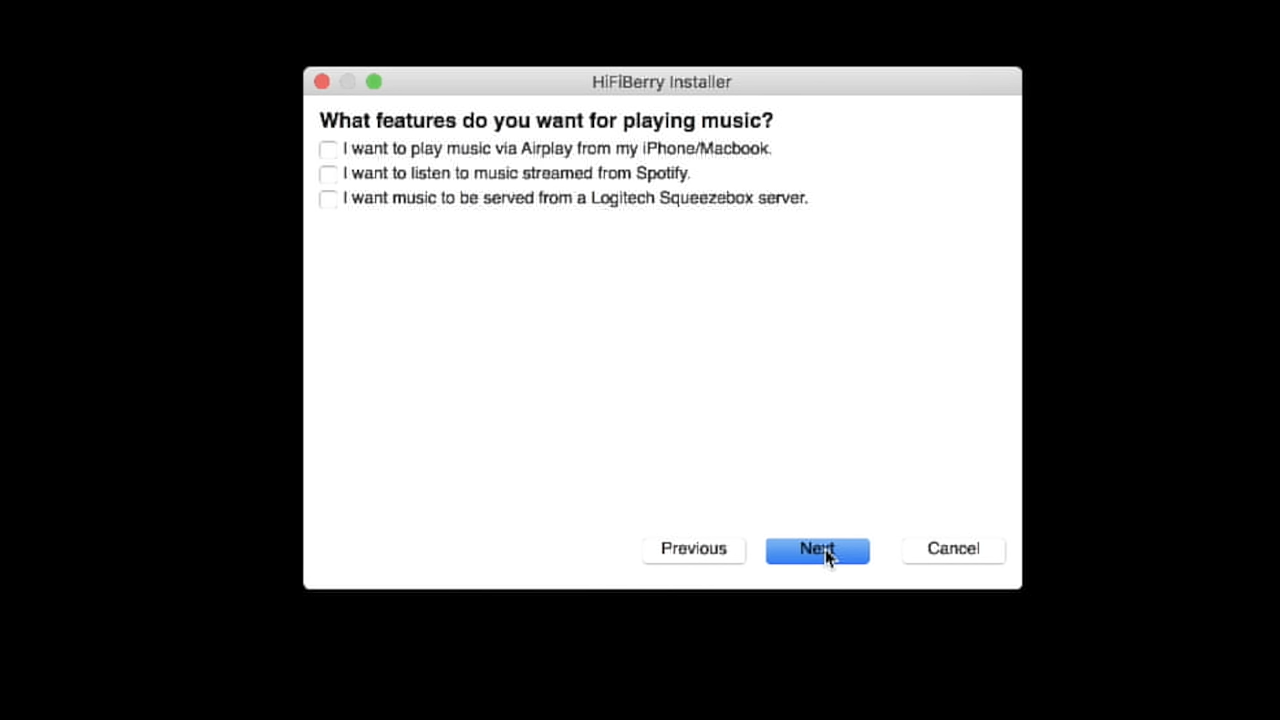 HiFiBerry Installer
What features do you want for playing music?
I want to play music via Airplay from my iPhone/Macbook.
I want to listen to music streamed from Spotify.
I want music to be served from a Logitech Squeezebox server.
Previous
Next
Cancel